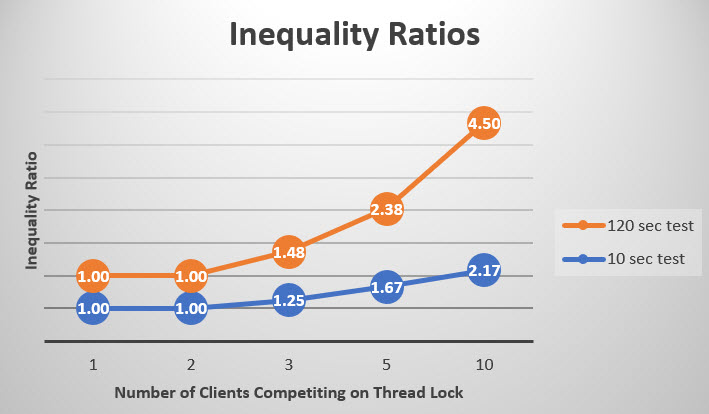 Inequality Ratios
4.50
2.38
1.48
1.00 1.00
2.17
1.67
1.25
1.00 1.00
Inequality Ratio
120 sec test
10 sec test
1 2 3 5 10
Number of Clients Competiting on Thread Lock